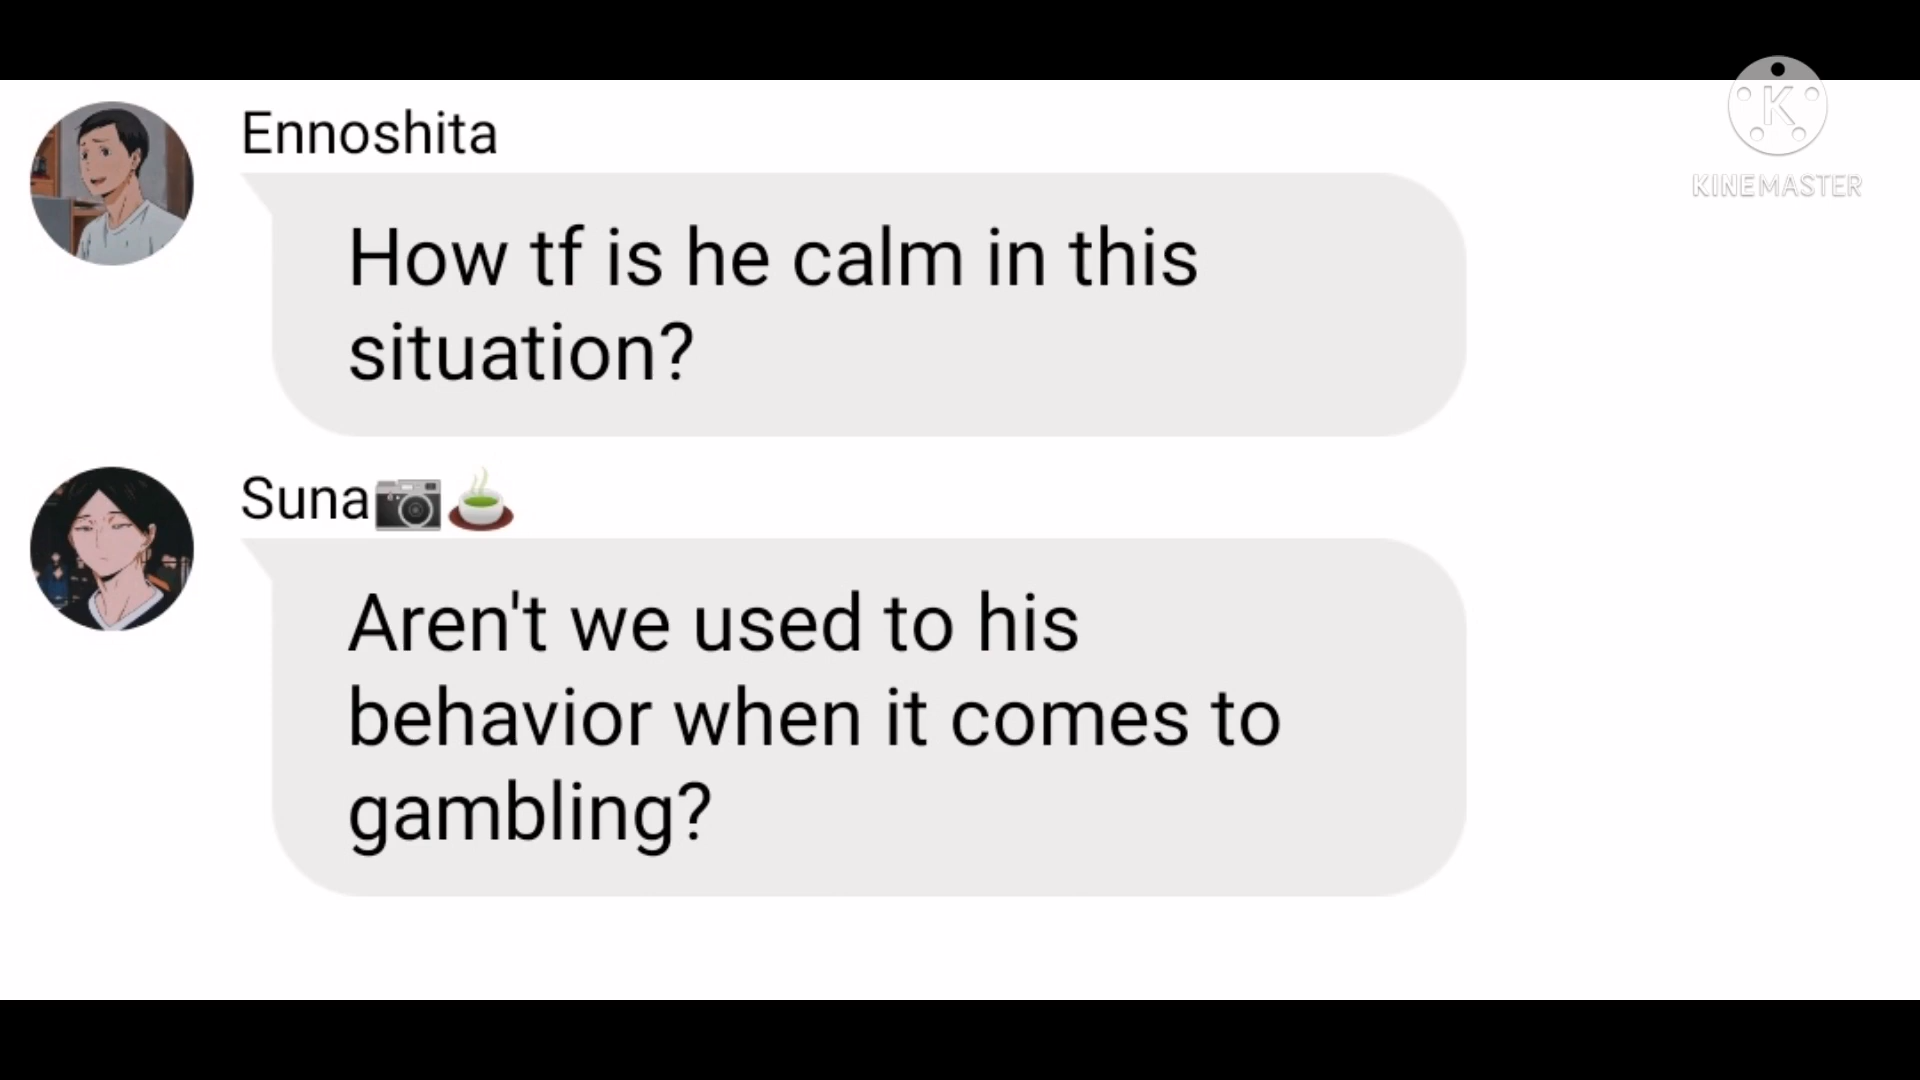 Ennoshita
K
KINEMASTER
How tf is he calm in this
situation?
Suna📷🍵
Aren't we used to his
behavior when it comes to
gambling?